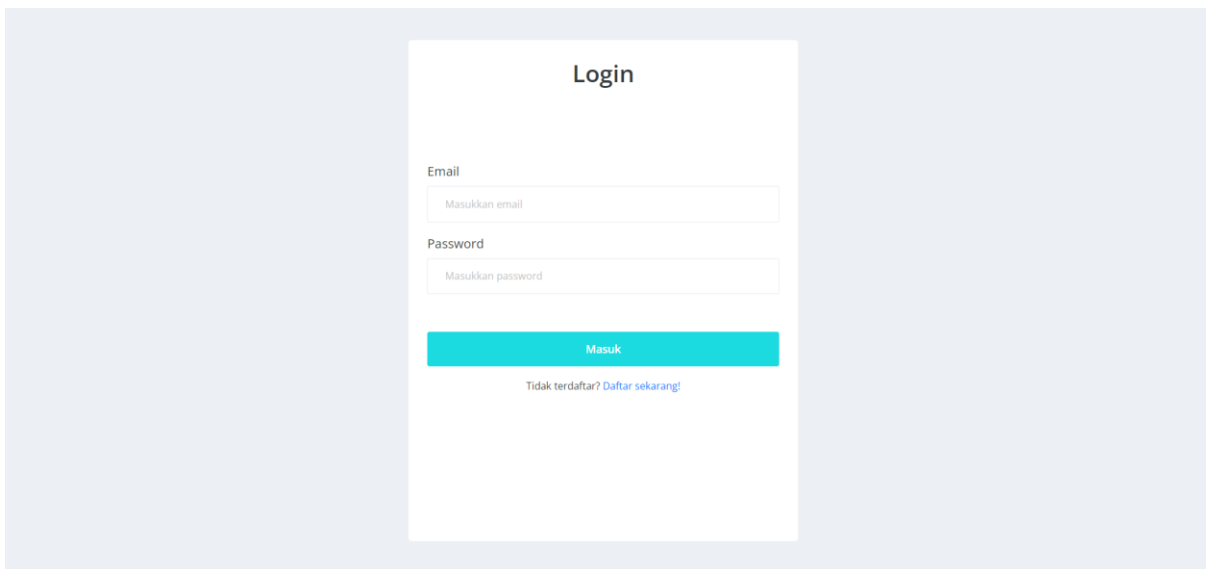 Login
Email
Masukkan email
Password
Masukkan password
Masuk
Tidak terdaftar? Daftar sekarang!